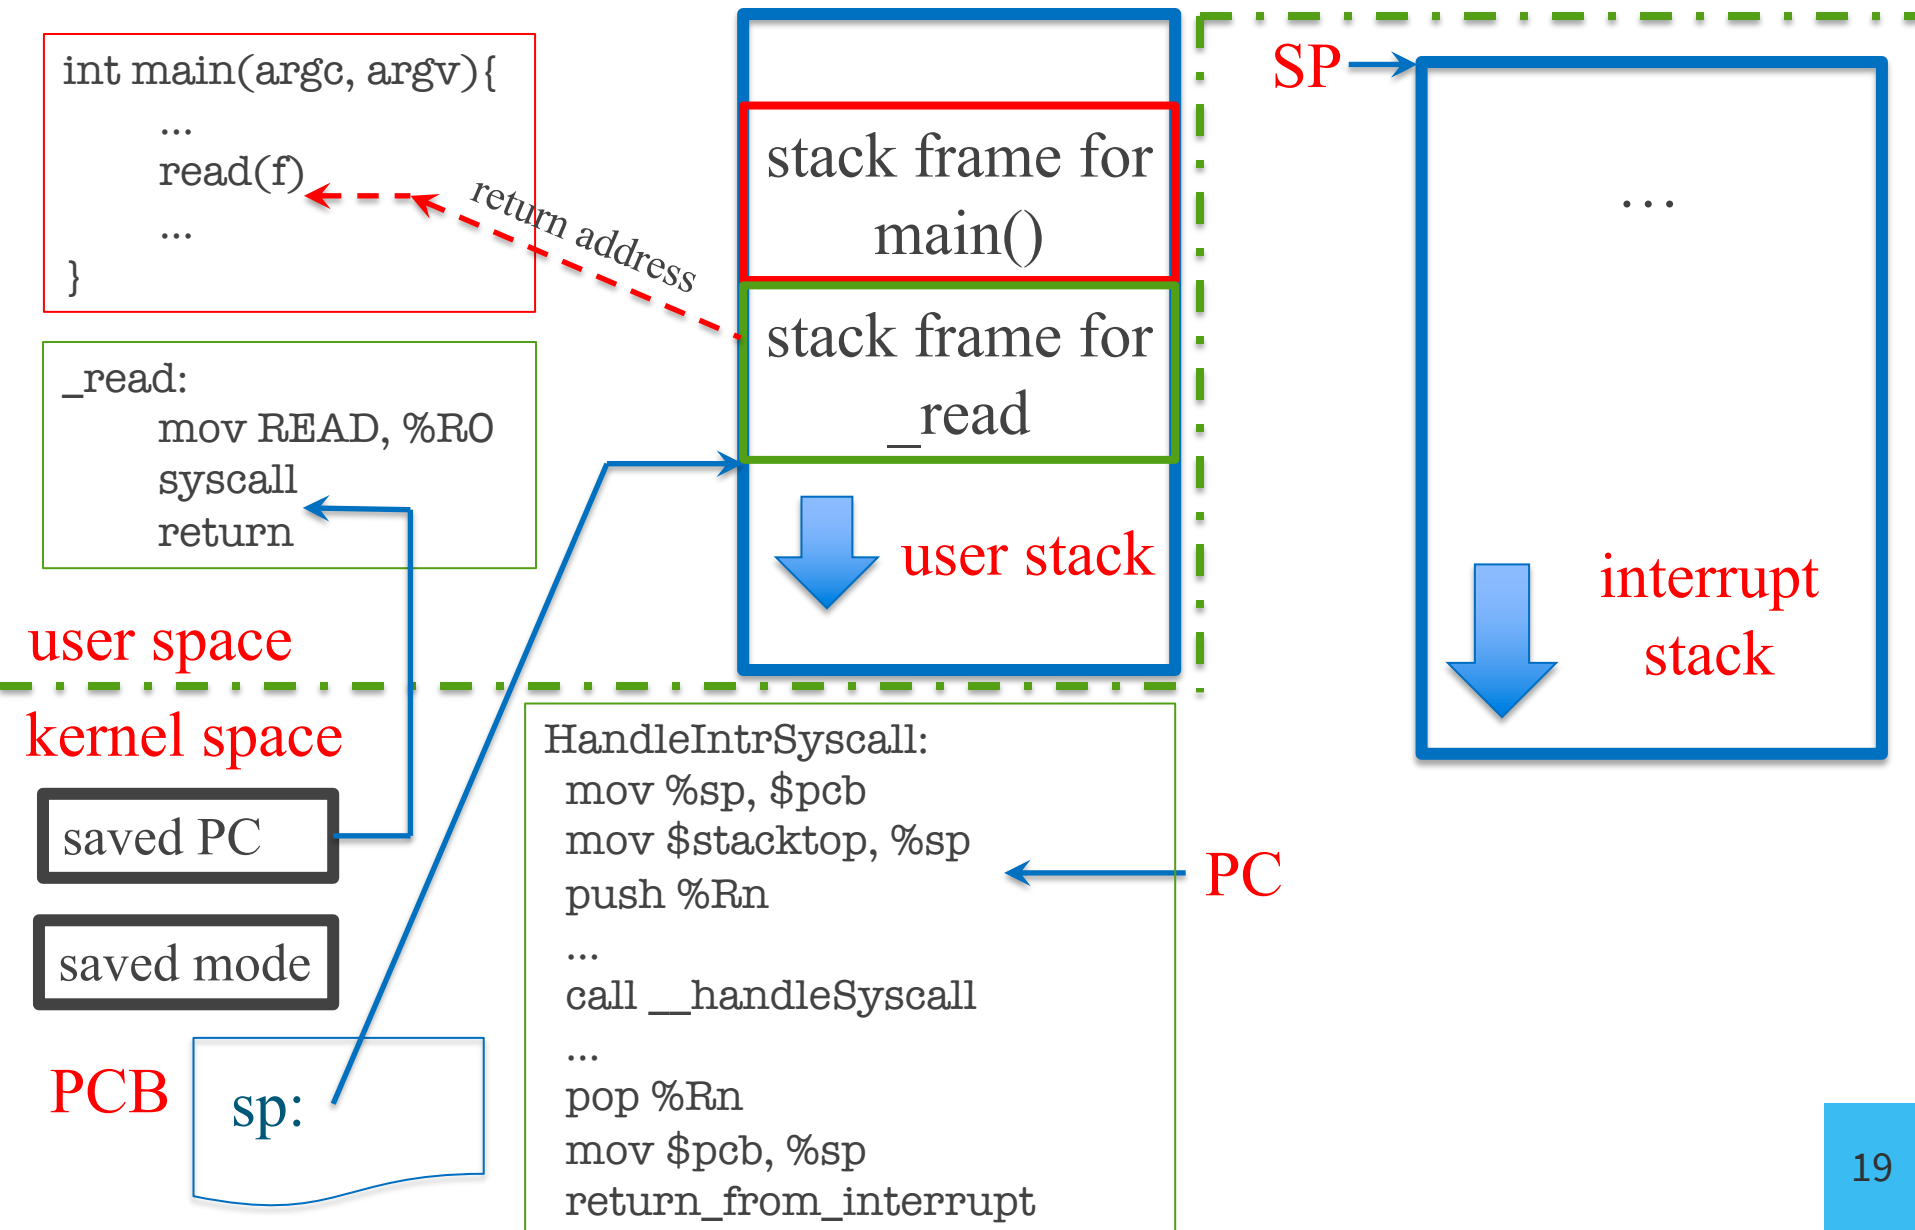 int main(argc, argv){
...
read(f)
...
}
return address
_read:
mov READ, %R0
syscall
return
user space
kernel space
saved PC
saved mode
PCB
sp:
stack frame for
main()
stack frame for
_read
user stack
HandleIntrSyscall:
mov %sp, $pcb
mov $stacktop, %sp
push %Rn
...
call __handleSyscall
...
pop %Rn
mov $pcb, %sp
return_from_interrupt
PC
SP
...
interrupt
stack
19